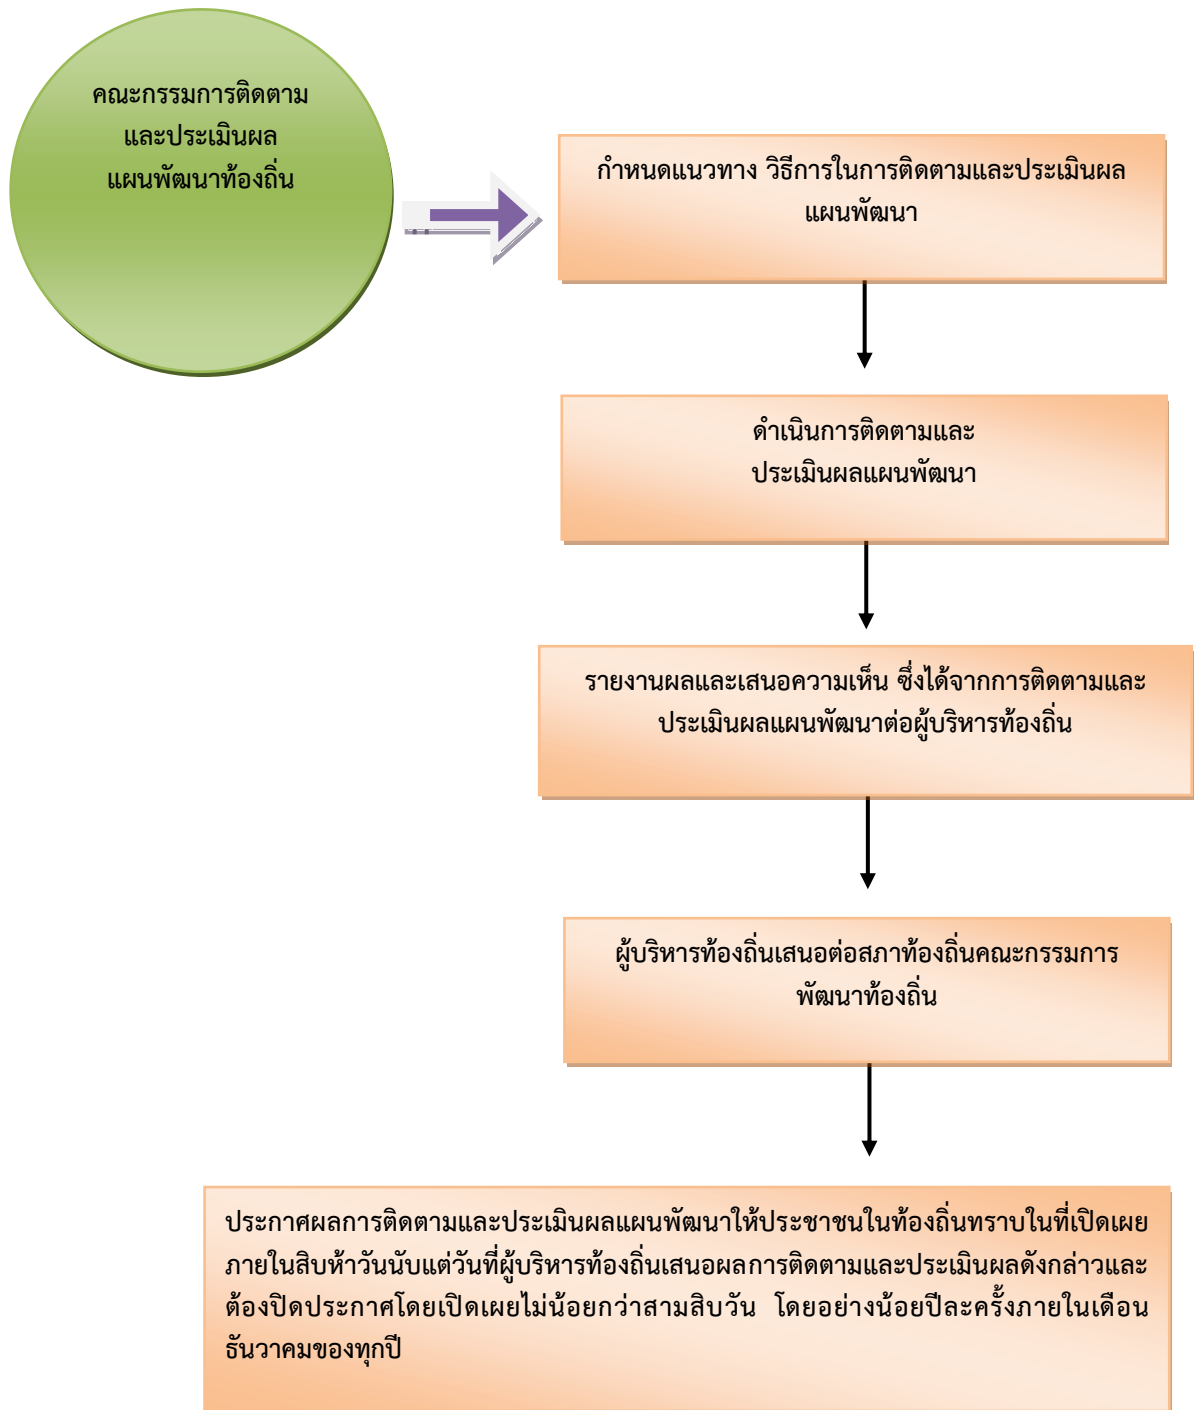 คณะกรรมการติดตาม
และประเมินผล
แผนพัฒนาท้องถิ่น
กำหนดแนวทาง วิธีการในการติดตามและประเมินผล
แผนพัฒนา
ดำเนินการติดตามและ
ประเมินผลแผนพัฒนา
รายงานผลและเสนอความเห็น ซึ่งได้จากการติดตามและ
ประเมินผลแผนพัฒนาต่อผู้บริหารท้องถิ่น
ผู้บริหารท้องถิ่นเสนอต่อสภาท้องถิ่นคณะกรรมการ
พัฒนาท้องถิ่น
ประกาศผลการติดตามและประเมินผลแผนพัฒนาให้ประชาชนในท้องถิ่นทราบในที่เปิดเผย
ภายในสิบห้าวันนับแต่วันที่ผู้บริหารท้องถิ่นเสนอผลการติดตามและประเมินผลดังกล่าวและ
ต้องปิดประกาศโดยเปิดเผยไม่น้อยกว่าสามสิบวัน โดยอย่างน้อยปีละครั้งภายในเดือน
ธันวาคมของทุกปี